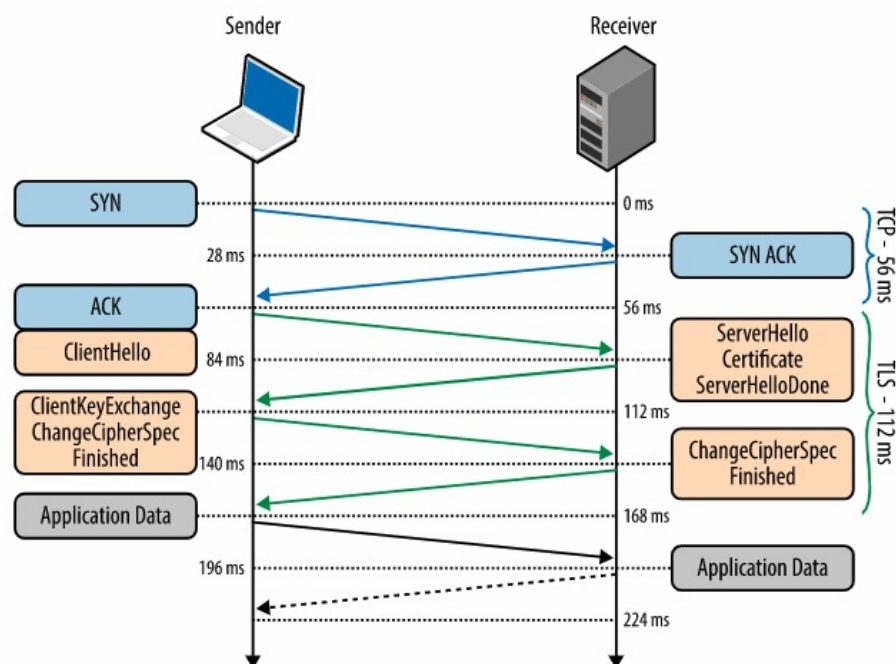 Sender
Receiver
SYN
0 ms
28 ms
SYN ACK
TCP - 56 ms
ACK
56 ms
ClientHello
84 ms
ServerHello
Certificate
ServerHelloDone
TLS - 112 ms
ClientKeyExchange
ChangeCipherSpec
Finished
112 ms
140 ms
ChangeCipherSpec
Finished
Application Data
168 ms
196 ms
Application Data
224 ms